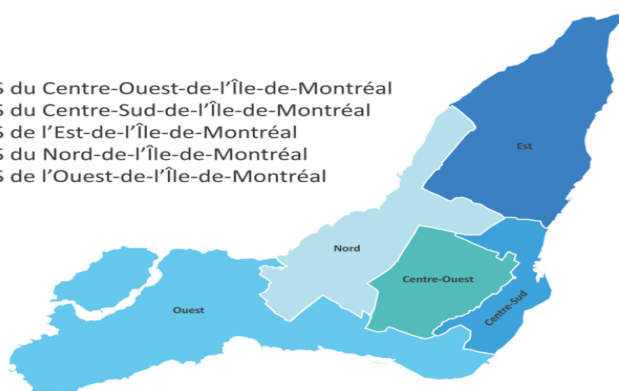 S du Centre-Ouest-de-l'Île-de-Montréal
S du Centre-Sud-de-l'Île-de-Montréal
S de l'Est-de-l'Île-de-Montréal
S du Nord-de-l'Île-de-Montréal
S de l'Ouest-de-l'Île-de-Montréal
Est
Nord
Centre-Ouest
Ouest
Centre-Sud